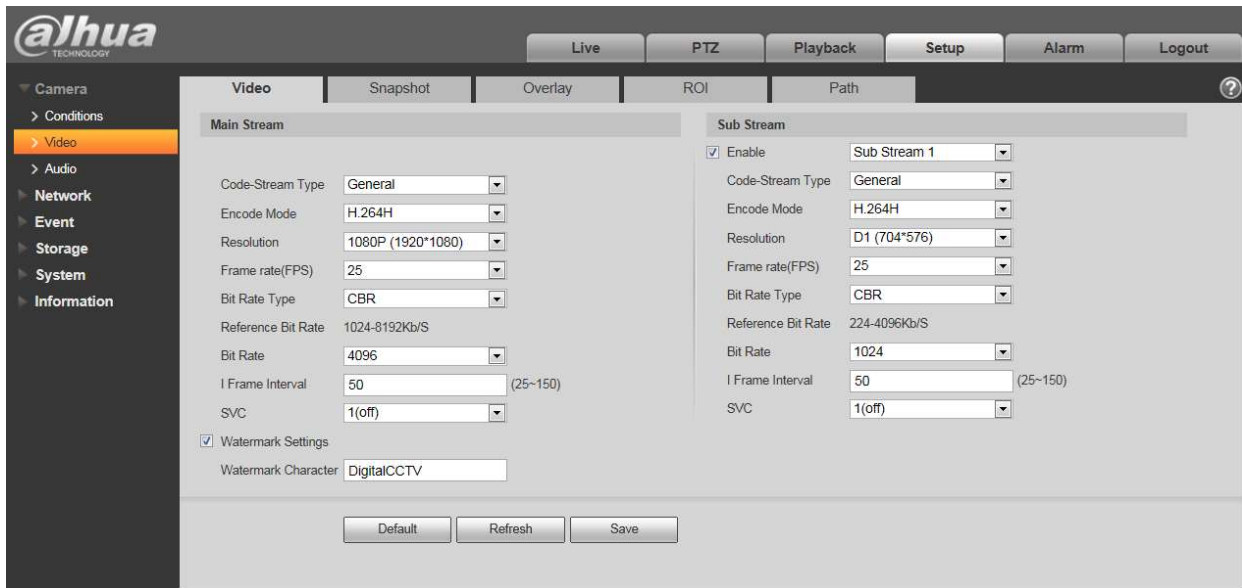 alhua
TECHNOLOGY
Live PTZ Playback Setup Alarm Logout
Camera
Conditions
Video
Audio
Network
Event
Storage
System
Information
Video Snapshot Overlay ROI Path
?
Main Stream
Code-Stream Type General
Encode Mode H.264H
Resolution 1080P (1920*1080)
Frame rate(FPS) 25
Bit Rate Type CBR
Reference Bit Rate 1024-8192Kb/S
Bit Rate 4096
I Frame Interval 50 (25~150)
SVC 1(off)
Watermark Settings
Watermark Character DigitalCCTV
Sub Stream
Enable Sub Stream 1
Code-Stream Type General
Encode Mode H.264H
Resolution D1 (704*576)
Frame rate(FPS) 25
Bit Rate Type CBR
Reference Bit Rate 224-4096Kb/S
Bit Rate 1024
I Frame Interval 50 (25~150)
SVC 1(off)
Default Refresh Save